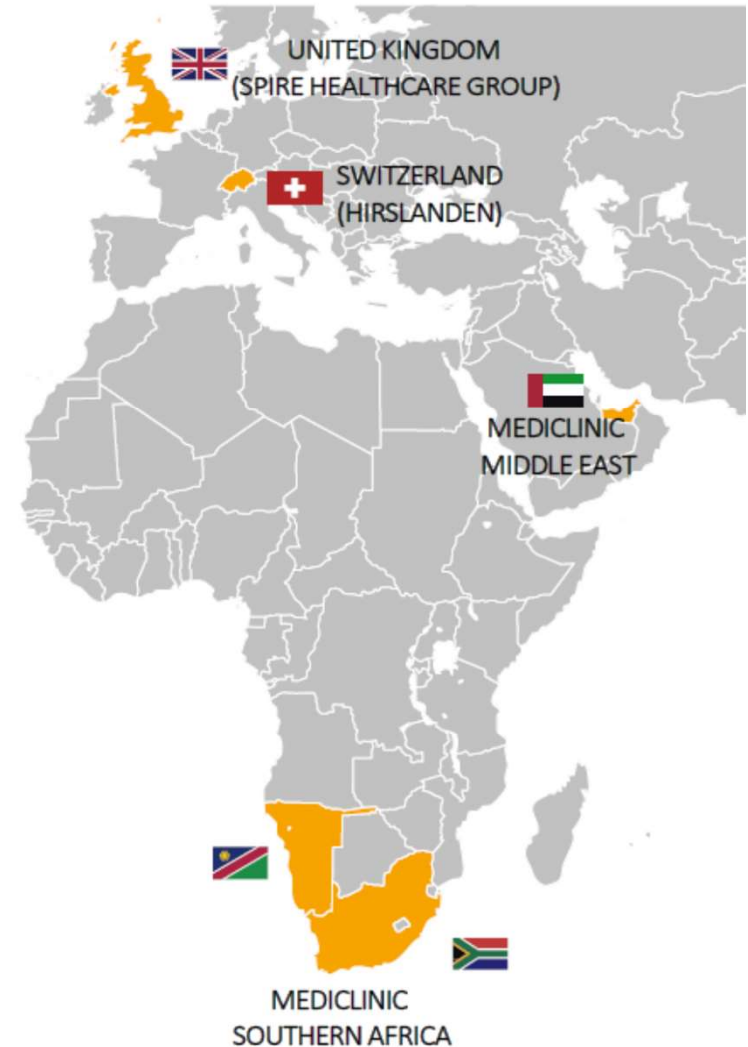 UNITED KINGDOM
(SPIRE HEALTHCARE GROUP)
SWITZERLAND
(HIRSLANDEN)
MEDICLINIC
MIDDLE EAST
MEDICLINIC
SOUTHERN AFRICA